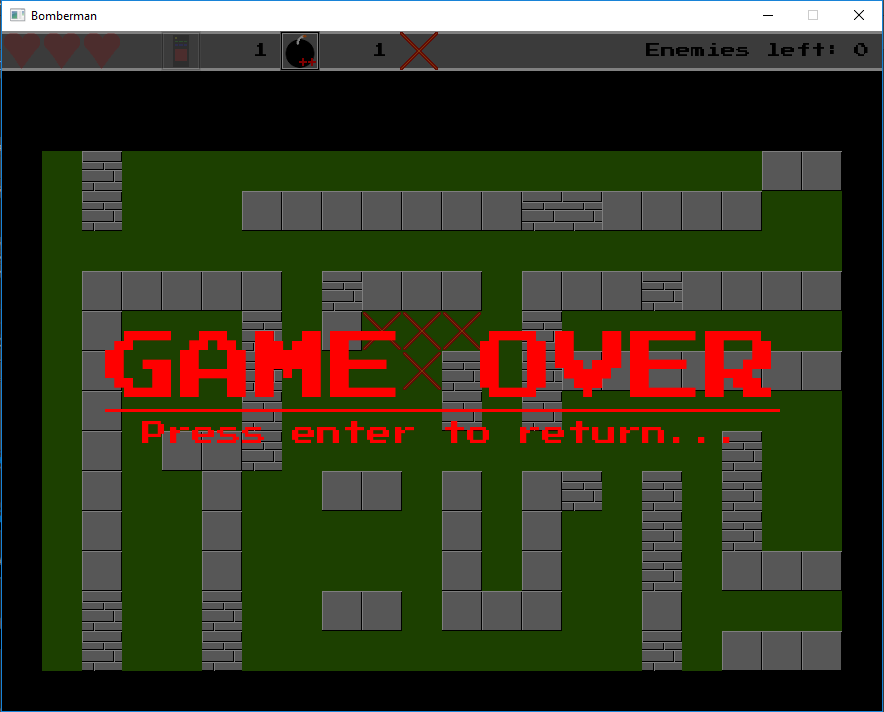 Bomberman
1 1 Enemies left: 0
GAME OVER
Press enter to return...